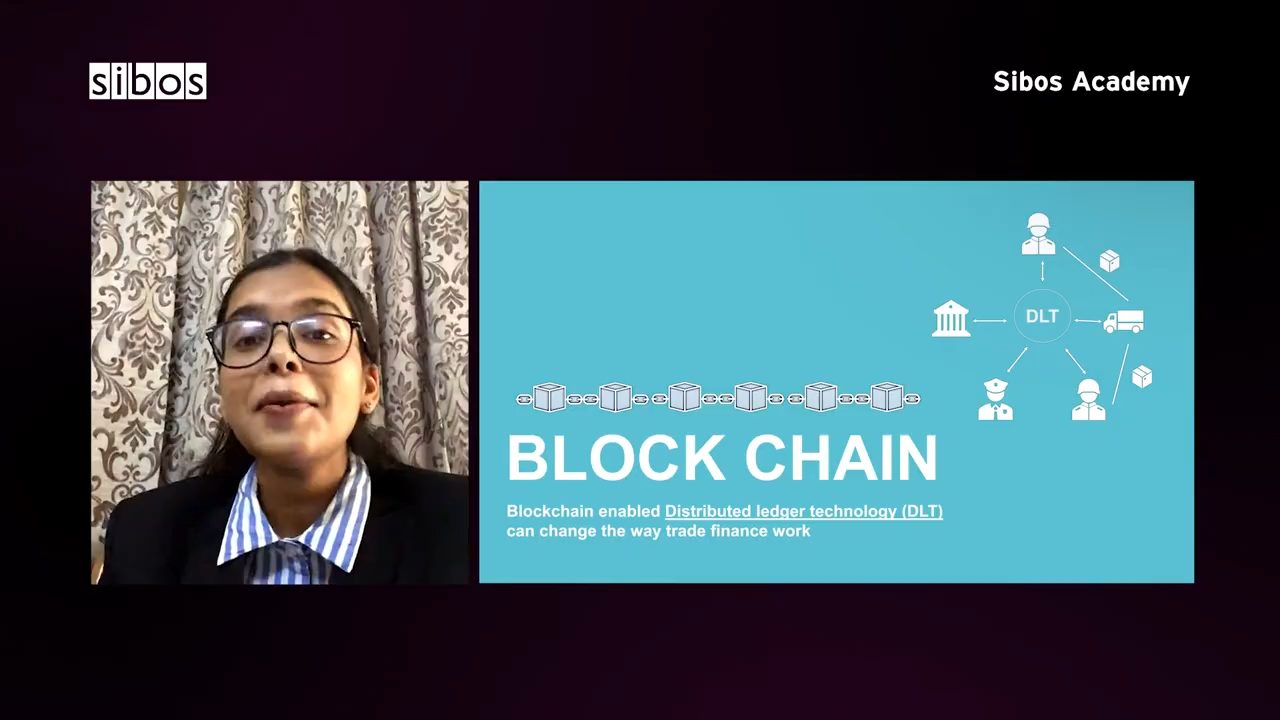 sibos
Sibos Academy
DLT
BLOCK CHAIN
Blockchain enabled Distributed ledger technology (DLT)
can change the way trade finance work